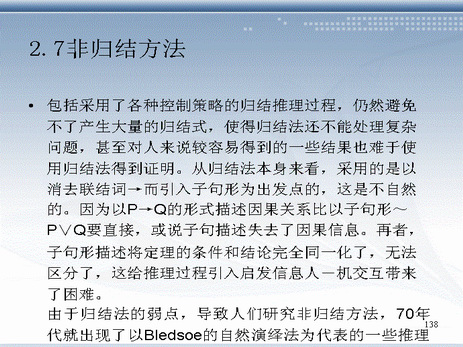 2.7非归结方法
• 包括采用了各种控制策略的归结推理过程，仍然避免
不了产生大量的归结式，使得归结法还不能处理复杂
问题，甚至对人来说较容易得到的一些结果也难于使
用归结法得到证明。从归结法本身来看，采用的是以
消去联结词→而引入子句形为出发点的，这是不自然
的。因为以P→Q的形式描述因果关系比以子句形～
P∨Q要直接，或说子句描述失去了因果信息。再者，
子句形描述将定理的条件和结论完全同一化了，无法
区分了，这给推理过程引入启发信息人－机交互带来
了困难。
由于归结法的弱点，导致人们研究非归结方法，70年
代就出现了以Bledsoe的自然演绎法为代表的一些推理
138